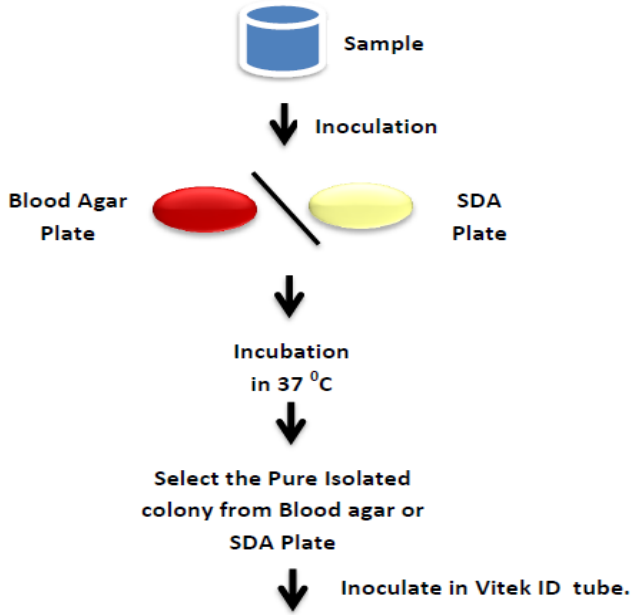 Sample
Inoculation
Blood Agar
Plate
SDA
Plate
Incubation
in 37 ⁰C
Select the Pure Isolated
colony from Blood agar or
SDA Plate
Inoculate in Vitek ID tube.